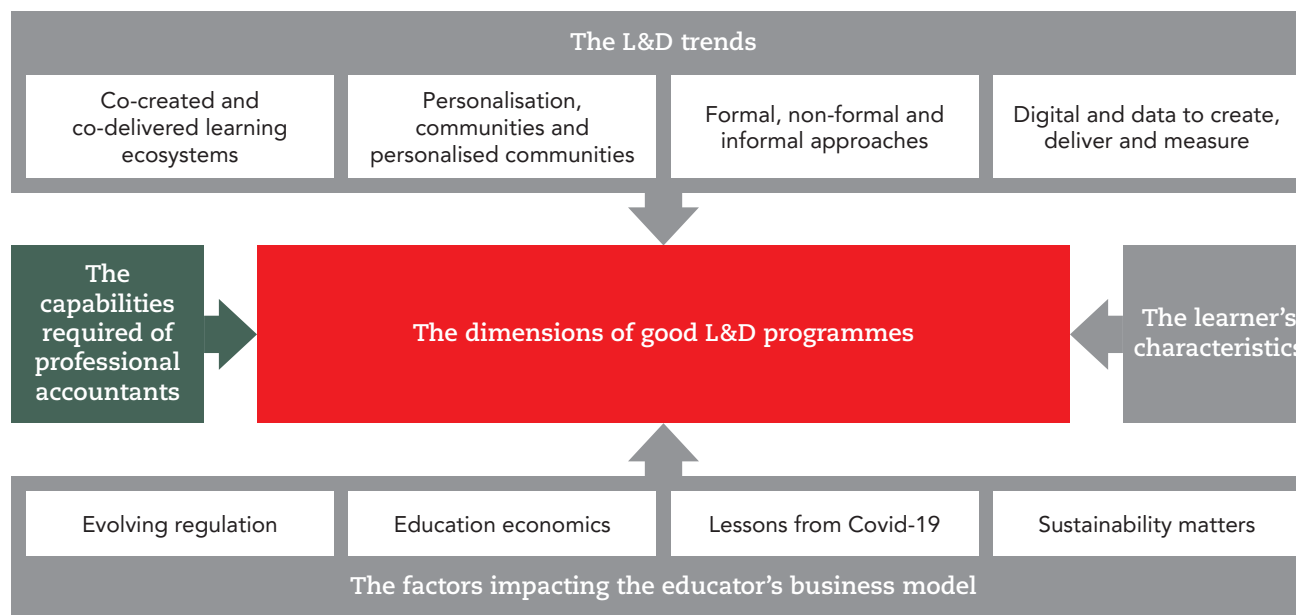 The L&D trends
Co-created and
co-delivered learning
ecosystems
Personalisation,
communities and
personalised communities
Formal, non-formal and
informal approaches
Digital and data to create,
deliver and measure
The
capabilities
required of
professional
accountants
The dimensions of good L&D programmes
The learner's
characteristics
Evolving regulation
Education economics
Lessons from Covid-19
Sustainability matters
The factors impacting the educator's business model